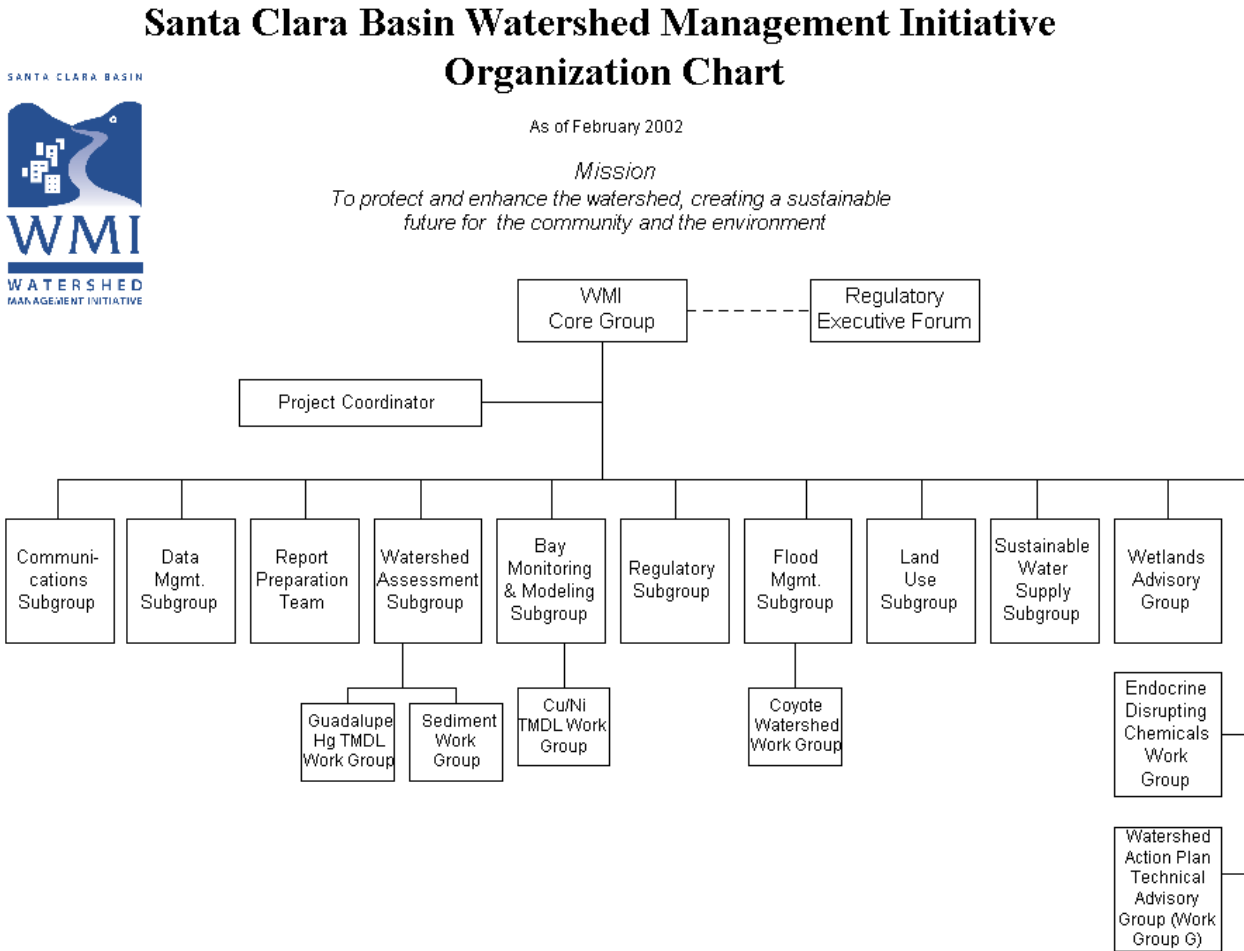 Santa Clara Basin Watershed Management Initiative
Organization Chart
SANTA CLARA BASIN
WMI
WATERSHED
MANAGEMENT INITIATIVE
As of February 2002
Mission
To protect and enhance the watershed, creating a sustainable
future for the community and the environment
WMI
Core Group
Regulatory
Executive Forum
Project Coordinator
Communi-
cations
Subgroup
Data
Mgmt.
Subgroup
Report
Preparation
Team
Watershed
Assessment
Subgroup
Bay
Monitoring
& Modeling
Subgroup
Regulatory
Subgroup
Flood
Mgmt.
Subgroup
Land
Use
Subgroup
Sustainable
Water
Supply
Subgroup
Wetlands
Advisory
Group
Guadalupe
Hg TMDL
Work Group
Sediment
Work
Group
Cu/Ni
TMDL Work
Group
Coyote
Watershed
Work Group
Endocrine
Disrupting
Chemicals
Work
Group
Watershed
Action Plan
Technical
Advisory
Group (Work
Group G)